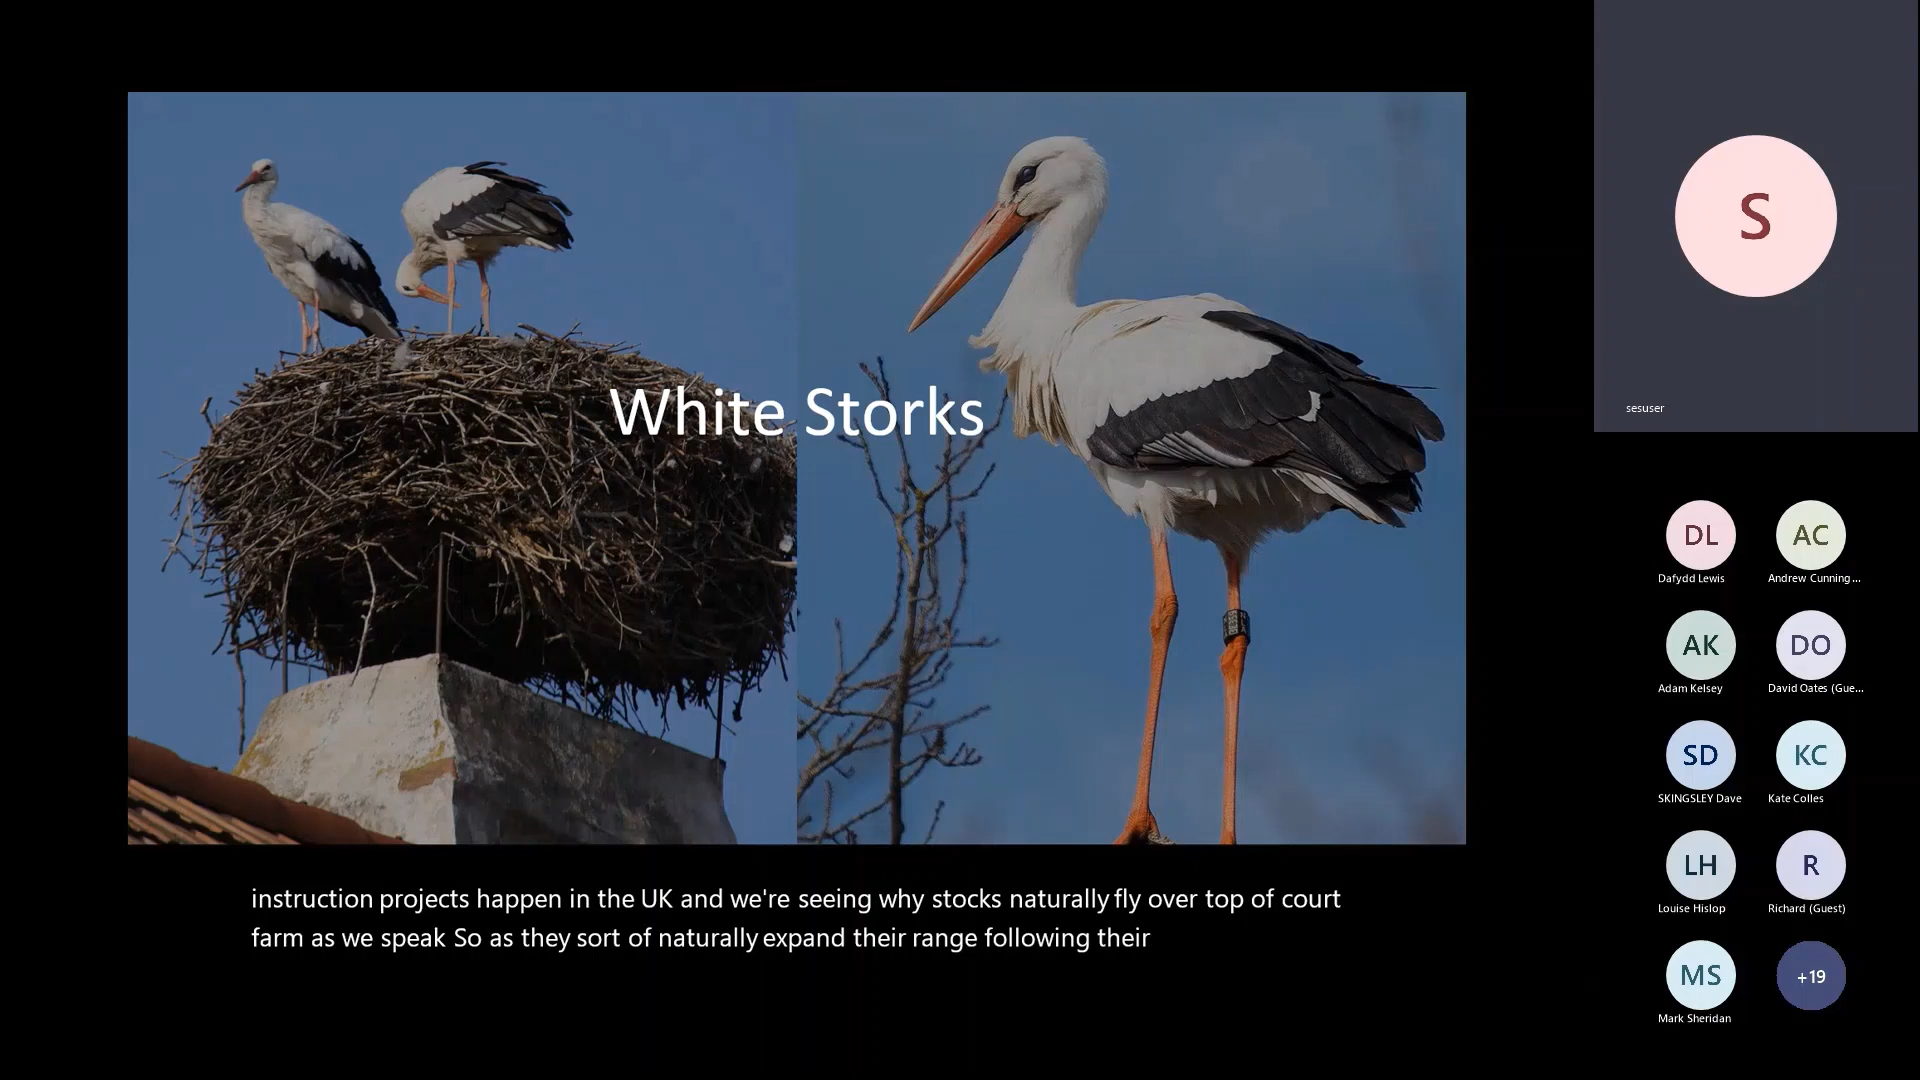 White Storks
instruction projects happen in the UK and we're seeing why stocks naturally fly over top of court
farm as we speak So as they sort of naturally expand their range following their
S
sesuser
DL
Dafydd Lewis
AC
Andrew Cunning...
AK
Adam Kelsey
DO
David Oates (Gue...
SD
SKINGSLEY Dave
KC
Kate Colles
LH
Louise Hislop
R
Richard (Guest)
MS
Mark Sheridan
+19